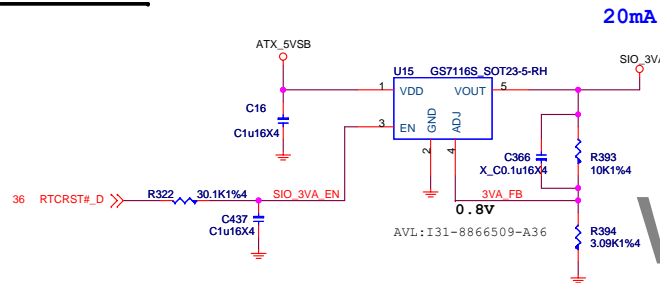 20mA
ATX_5VSB
U15 GS7116S_SOT23-5-RH
SIO_3VA
1 VDD VOUT 5
C16
C1u16X4
3 EN GND ADJ
2 4
C366
X_C0.1u16X4
R393
10K1%4
36 RTCRST#_D R322 30.1K1%4 SIO_3VA_EN
3VA_FB
0.8V
C437
C1u16X4
R394
3.09K1%4
AVL:I31-8866509-A36